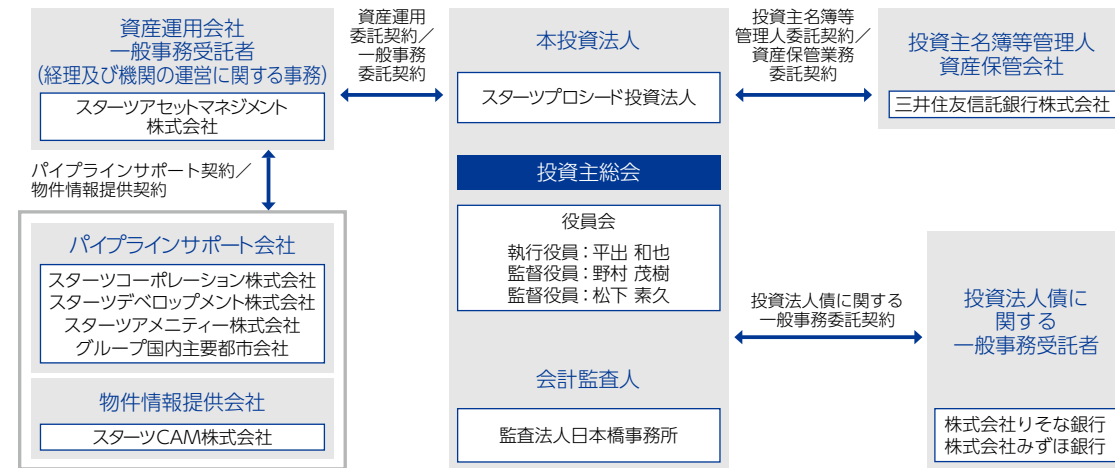 資産運用会社
一般事務受託者
(経理及び機関の運営に関する事務)
スターツアセットマネジメント
株式会社
資産運用
委託契約／
一般事務
委託契約
本投資法人
スターツプロシード投資法人
投資主名簿等
管理人委託契約／
資産保管業務
委託契約
投資主名簿等管理人
資産保管会社
三井住友信託銀行株式会社
パイプラインサポート契約／
物件情報提供契約
パイプラインサポート会社
スターツコーポレーション株式会社
スターツデベロップメント株式会社
スターツアメニティー株式会社
グループ国内主要都市会社
物件情報提供会社
スターツCAM株式会社
投資主総会
役員会
執行役員：平出 和也
監督役員：野村 茂樹
監督役員：松下 素久
会計監査人
監査法人日本橋事務所
投資法人債に関する
一般事務委託契約
投資法人債に
関する
一般事務受託者
株式会社りそな銀行
株式会社みずほ銀行